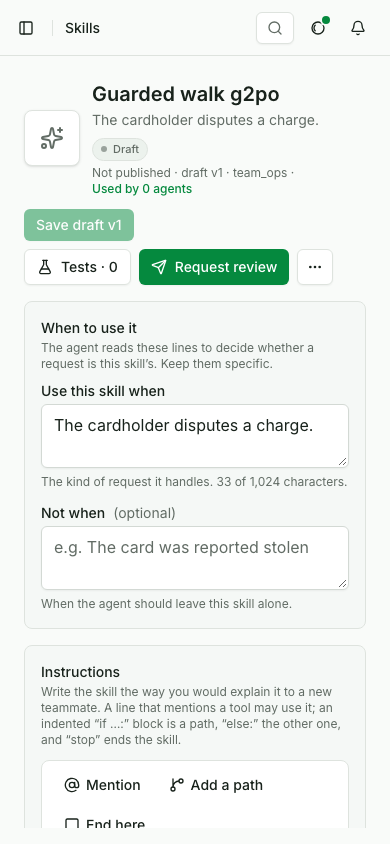 Skills
Guarded walk g2po
The cardholder disputes a charge.
Draft
Not published · draft v1 · team_ops ·
Used by 0 agents
Save draft v1
Tests · 0
Request review
When to use it
The agent reads these lines to decide whether a
request is this skill’s. Keep them specific.
Use this skill when
The cardholder disputes a charge.
The kind of request it handles. 33 of 1,024 characters.
Not when (optional)
e.g. The card was reported stolen
When the agent should leave this skill alone.
Instructions
Write the skill the way you would explain it to a new
teammate. A line that mentions a tool may use it; an
indented “if …:” block is a path, “else:” the other one,
and “stop” ends the skill.
Mention
Add a path
End here